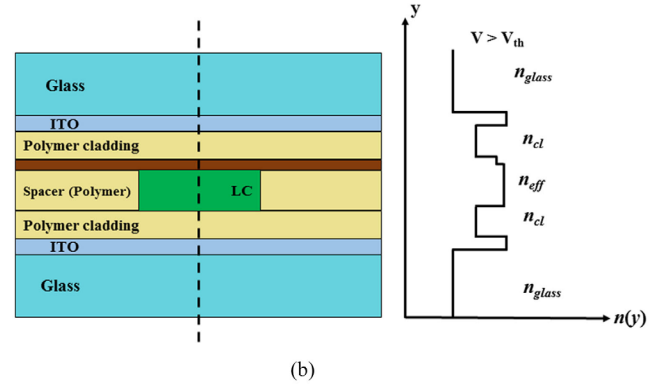 Glass
ITO
Polymer cladding
Spacer (Polymer)
LC
Polymer cladding
ITO
Glass
y
V > Vth
nglass
ncl
neff
ncl
nglass
n(y)
(b)